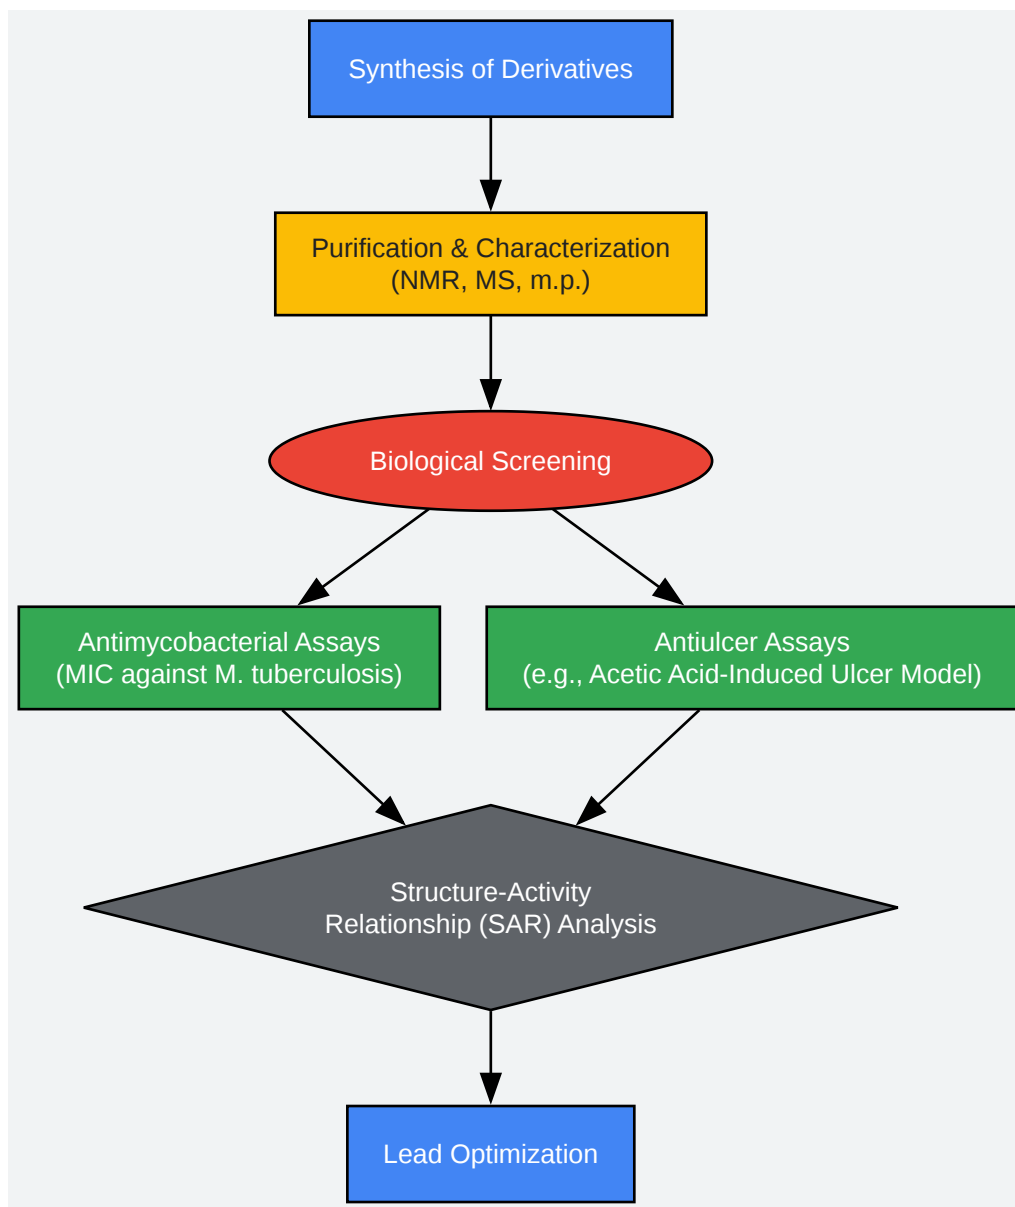 Synthesis of Derivatives
Purification & Characterization
(NMR, MS, m.p.)
Biological Screening
Antimycobacterial Assays
(MIC against M. tuberculosis)
Antiulcer Assays
(e.g., Acetic Acid-Induced Ulcer Model)
Structure-Activity
Relationship (SAR) Analysis
Lead Optimization